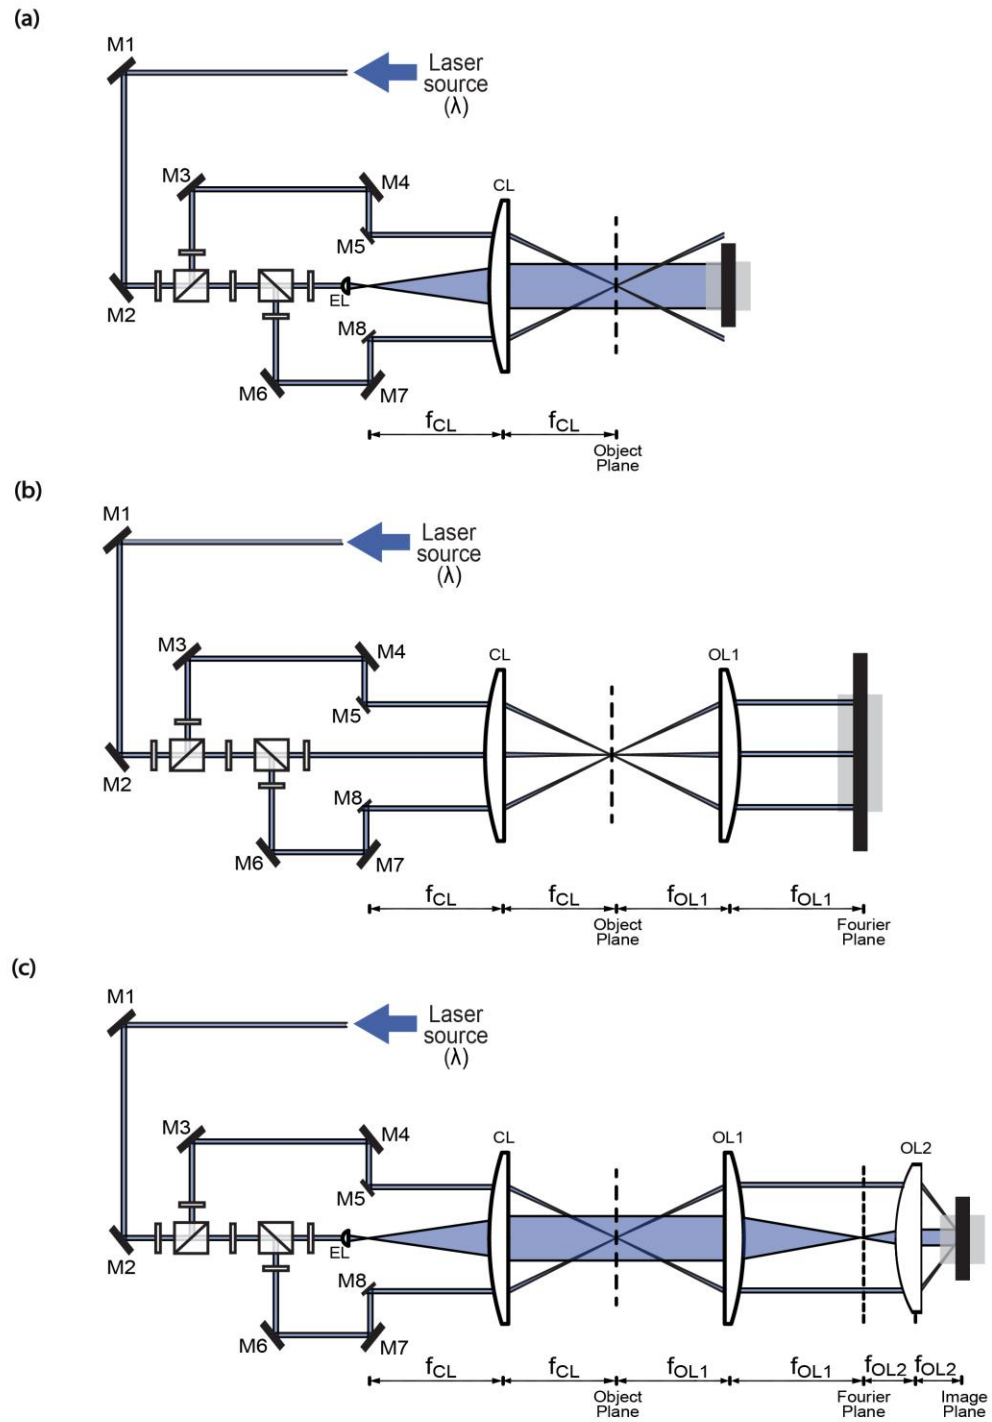 (a)
M1
Laser
source
(λ)
M3
M4
CL
M5
M2
EL
M8
M6
M7
fCL
fCL
Object
Plane
(b)
M1
Laser
source
(λ)
M3
M4
CL
OL1
M5
M2
M8
M6
M7
fCL
fCL
fOL1
fOL1
Object
Plane
Fourier
Plane
(c)
M1
Laser
source
(λ)
M3
M4
CL
OL1
OL2
M5
M2
EL
M8
M6
M7
fCL
fCL
fOL1
fOL1
fOL2
fOL2
Object
Plane
Fourier
Plane
Image
Plane